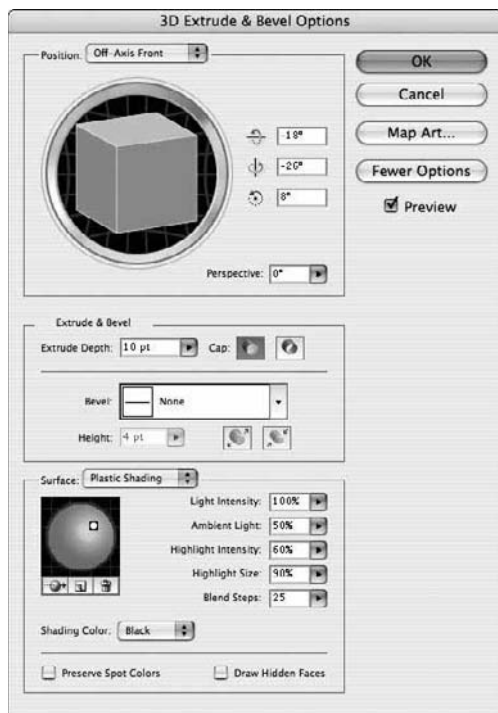 3D Extrude & Bevel Options
Position: Off-Axis Front
-18°
-26°
8°
Perspective: 0°
OK
Cancel
Map Art...
Fewer Options
Preview
Extrude & Bevel
Extrude Depth: 10 pt Cap:
Bevel: None
Height: 4 pt
Surface: Plastic Shading
Light Intensity: 100%
Ambient Light: 50%
Highlight Intensity: 60%
Highlight Size: 90%
Blend Steps: 25
Shading Color: Black
Preserve Spot Colors Draw Hidden Faces